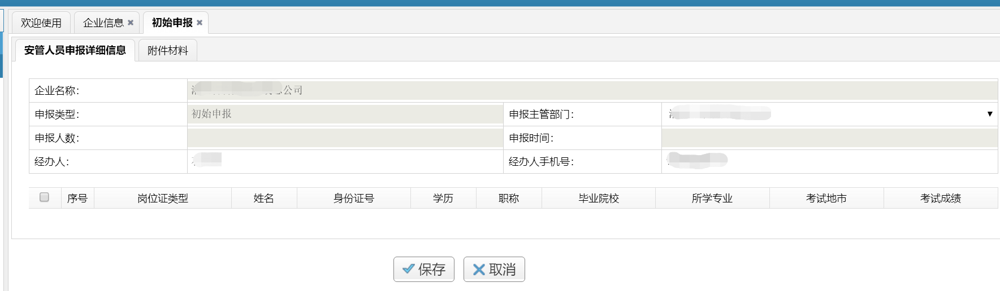 欢迎使用 企业信息 初始申报
安管人员申报详细信息 附件材料
企业名称： 公司
申报类型： 初始申报 申报主管部门：
申报人数： 申报时间：
经办人： 经办人手机号：
序号 岗位证类型 姓名 身份证号 学历 职称 毕业院校 所学专业 考试地市 考试成绩
保存 取消